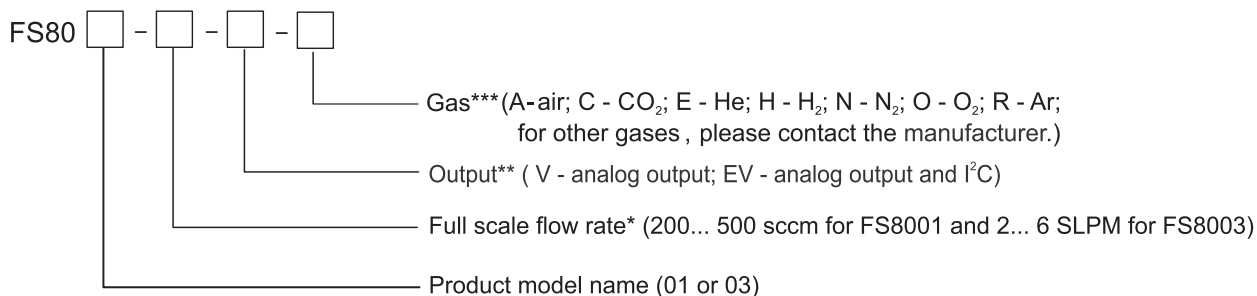 FS80 □ - □ - □ - □
Gas***(A-air; C - CO₂; E - He; H - H₂; N - N₂; O - O₂; R - Ar;
for other gases, please contact the manufacturer.)
Output** ( V - analog output; EV - analog output and I²C)
Full scale flow rate* (200... 500 sccm for FS8001 and 2... 6 SLPM for FS8003)
Product model name (01 or 03)